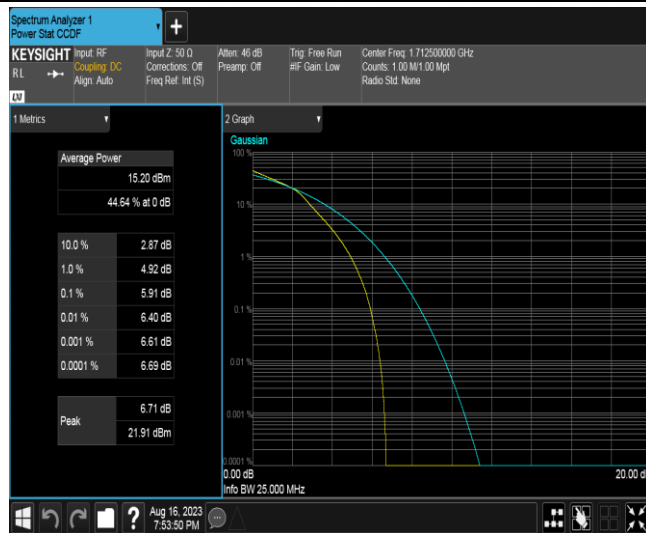 Spectrum Analyzer 1
Power Stat CCDF
+
KEYSIGHT
RL
LXI
Input: RF
Coupling: DC
Align: Auto
Input Z: 50 Ω
Corrections: Off
Freq Ref: Int (S)
Atten: 46 dB
Preamp: Off
Trig: Free Run
#IF Gain: Low
Center Freq: 1.712500000 GHz
Counts: 1.00 M/1.00 Mpt
Radio Std: None
1 Metrics
Average Power
15.20 dBm
44.64 % at 0 dB
10.0 % 2.87 dB
1.0 % 4.92 dB
0.1 % 5.91 dB
0.01 % 6.40 dB
0.001 % 6.61 dB
0.0001 % 6.69 dB
Peak
6.71 dB
21.91 dBm
2 Graph
Gaussian
100 %
10 %
1 %
0.1 %
0.01 %
0.001 %
0.0001 %
0.00 dB
20.00 d
Info BW 25.000 MHz
?
Aug 16, 2023
7:53:50 PM